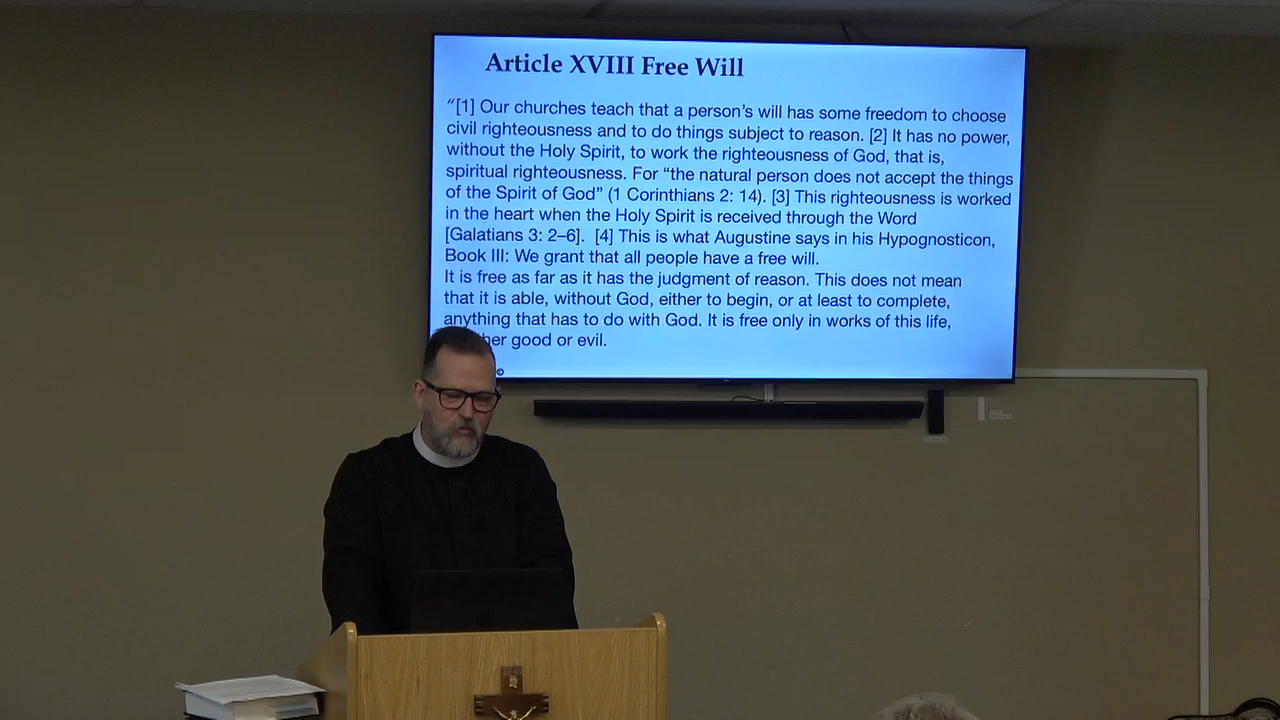 Article XVIII Free Will
“[1] Our churches teach that a person’s will has some freedom to choose
civil righteousness and to do things subject to reason. [2] It has no power,
without the Holy Spirit, to work the righteousness of God, that is,
spiritual righteousness. For “the natural person does not accept the things
of the Spirit of God” (1 Corinthians 2: 14). [3] This righteousness is worked
in the heart when the Holy Spirit is received through the Word
[Galatians 3: 2–6]. [4] This is what Augustine says in his Hypognosticon,
Book III: We grant that all people have a free will.
It is free as far as it has the judgment of reason. This does not mean
that it is able, without God, either to begin, or at least to complete,
anything that has to do with God. It is free only in works of this life,
good or evil.